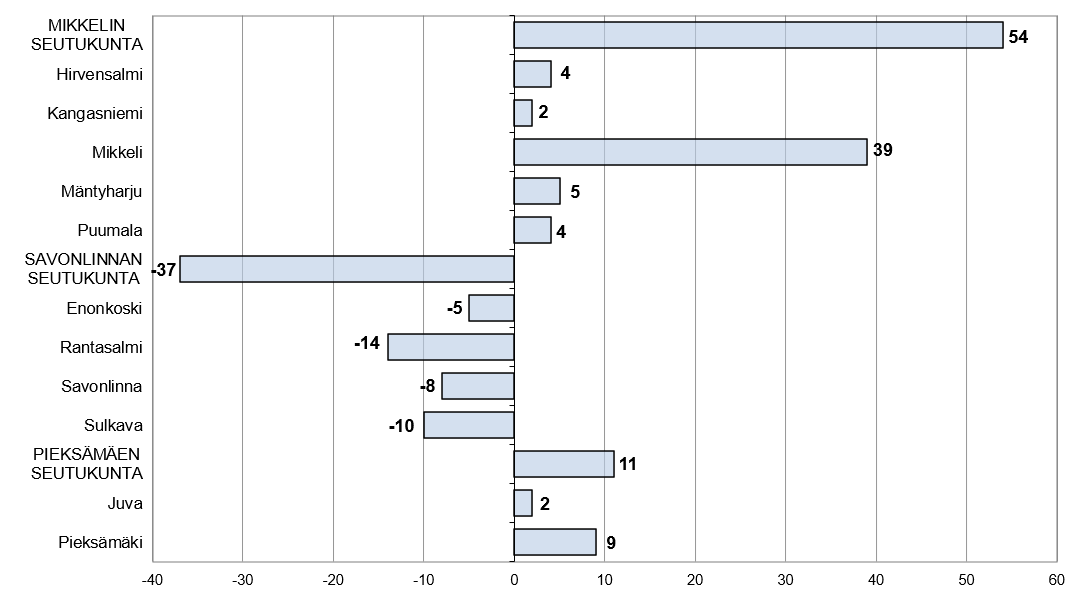 MIKKELIN
SEUTUKUNTA
54
Hirvensalmi
4
Kangasniemi
2
Mikkeli
39
Mäntyharju
5
Puumala
4
SAVONLINNAN
SEUTUKUNTA
-37
Enonkoski
-5
Rantasalmi
-14
Savonlinna
-8
Sulkava
-10
PIEKSÄMÄEN
SEUTUKUNTA
11
Juva
2
Pieksämäki
9
-40 -30 -20 -10 0 10 20 30 40 50 60